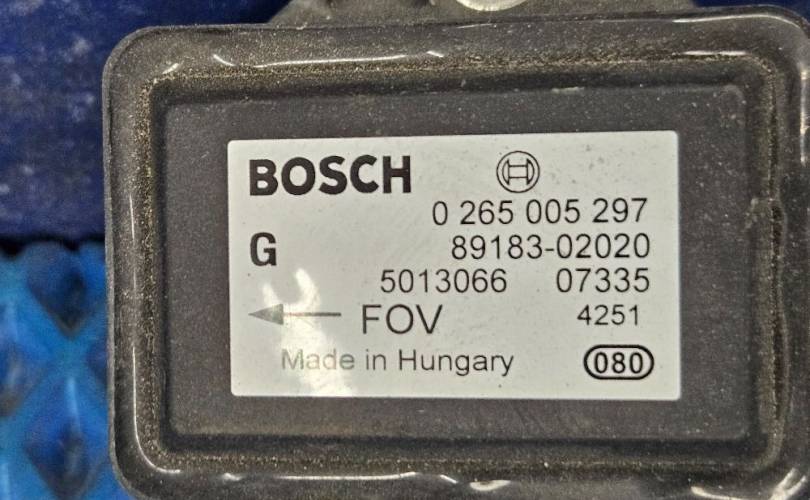 BOSCH
0 265 005 297
G 89183-02020
5013066 07335
FOV 4251
Made in Hungary 080